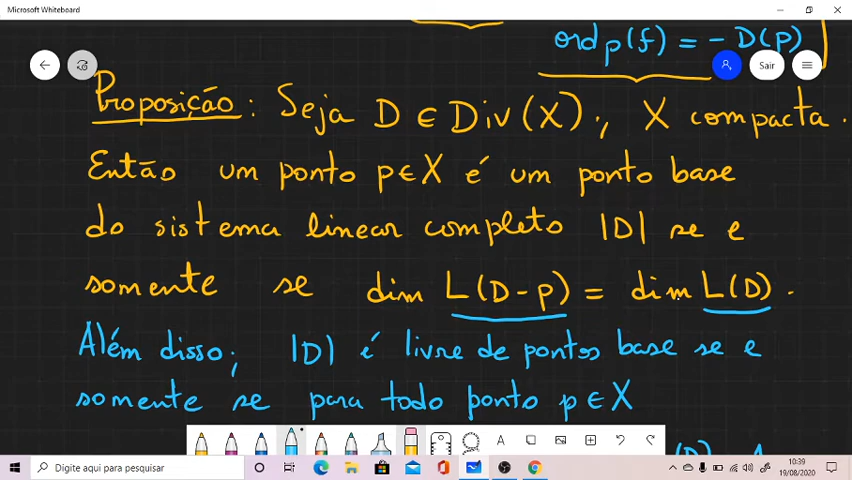 Microsoft Whiteboard
ord p(f) = - D(p)
Sair
Proposição: Seja D ∈ Div(X); X compacta.
Então um ponto p ∈ X é um ponto base
do sistema linear completo |D| se e
somente se dim L(D-p) = dim L(D).
Além disso; |D| é livre de pontos base se e
somente se para todo ponto p ∈ X
Digite aqui para pesquisar
10:39
19/08/2020